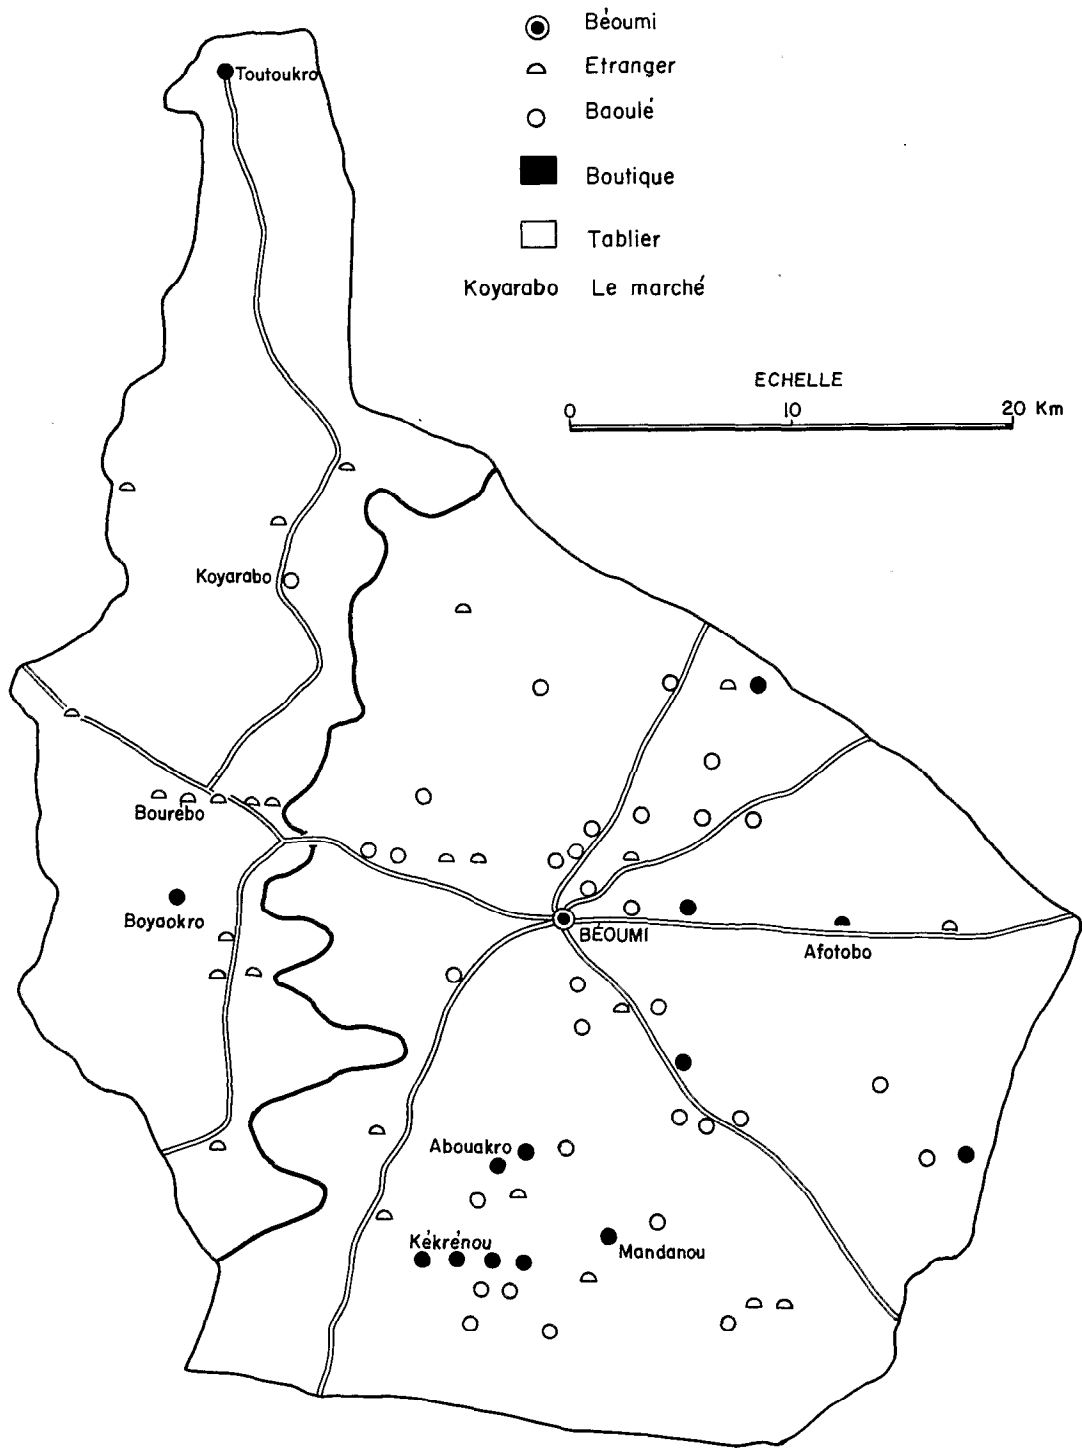 Béoumi
Etranger
Baoulé
Boutique
Tablier
Koyarabo Le marché
ECHELLE
0 10 20 Km
Toutoukro
Koyarabo
Bourébo
Boyaokro
BÉOUMI
Afotobo
Abouakro
Kékrénou
Mandanou